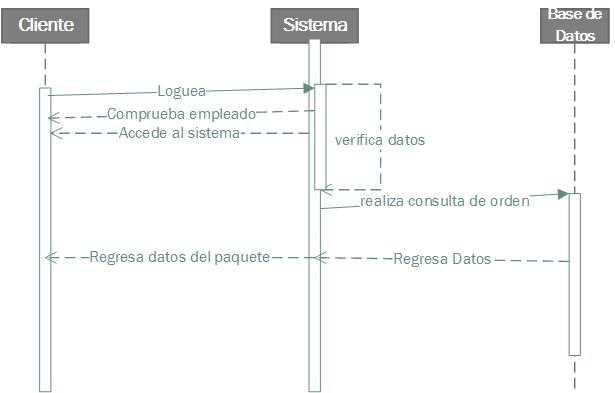 Cliente
Sistema
Base de
Datos
Loguea
Comprueba empleado
Accede al sistema
verifica datos
realiza consulta de orden
Regresa datos del paquete
Regresa Datos